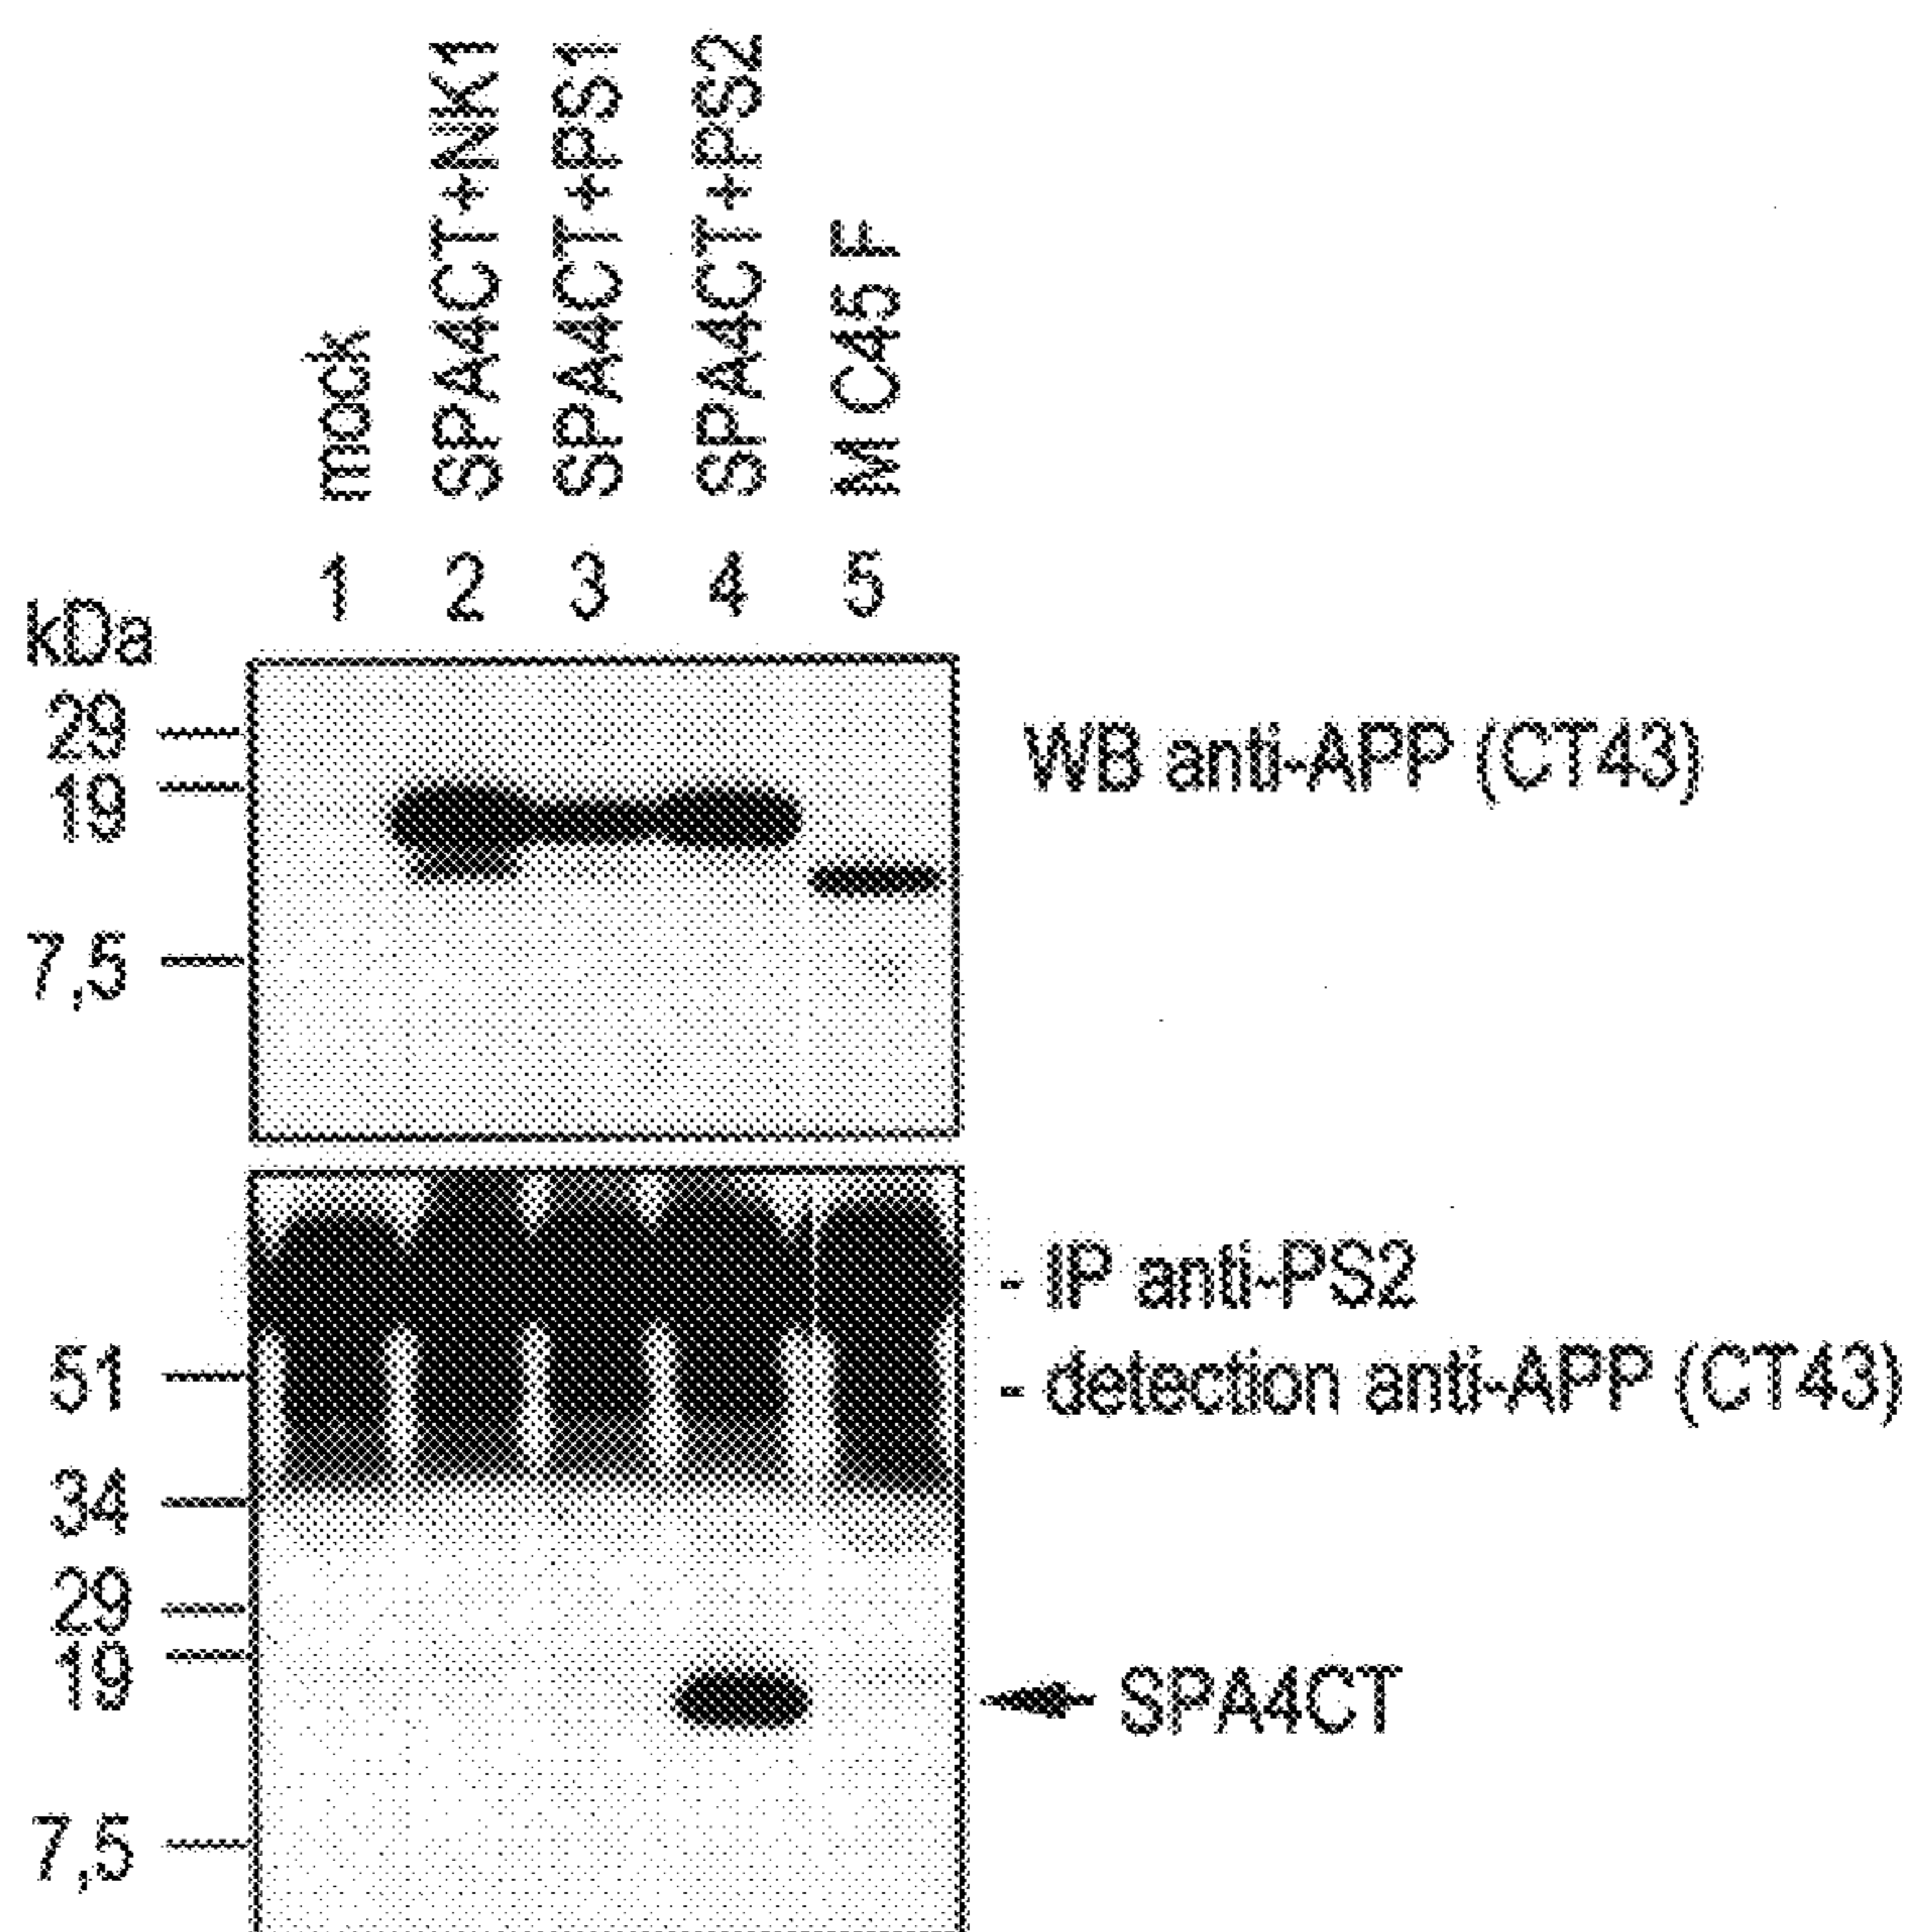 mock
SPA4CT+NK1
SPA4CT+PS1
SPA4CT+PS2
M C45 F
1 2 3 4 5
kDa
29
19
7,5
WB anti-APP (CT43)
51
34
29
19
7,5
- IP anti-PS2
- detection anti-APP (CT43)
SPA4CT